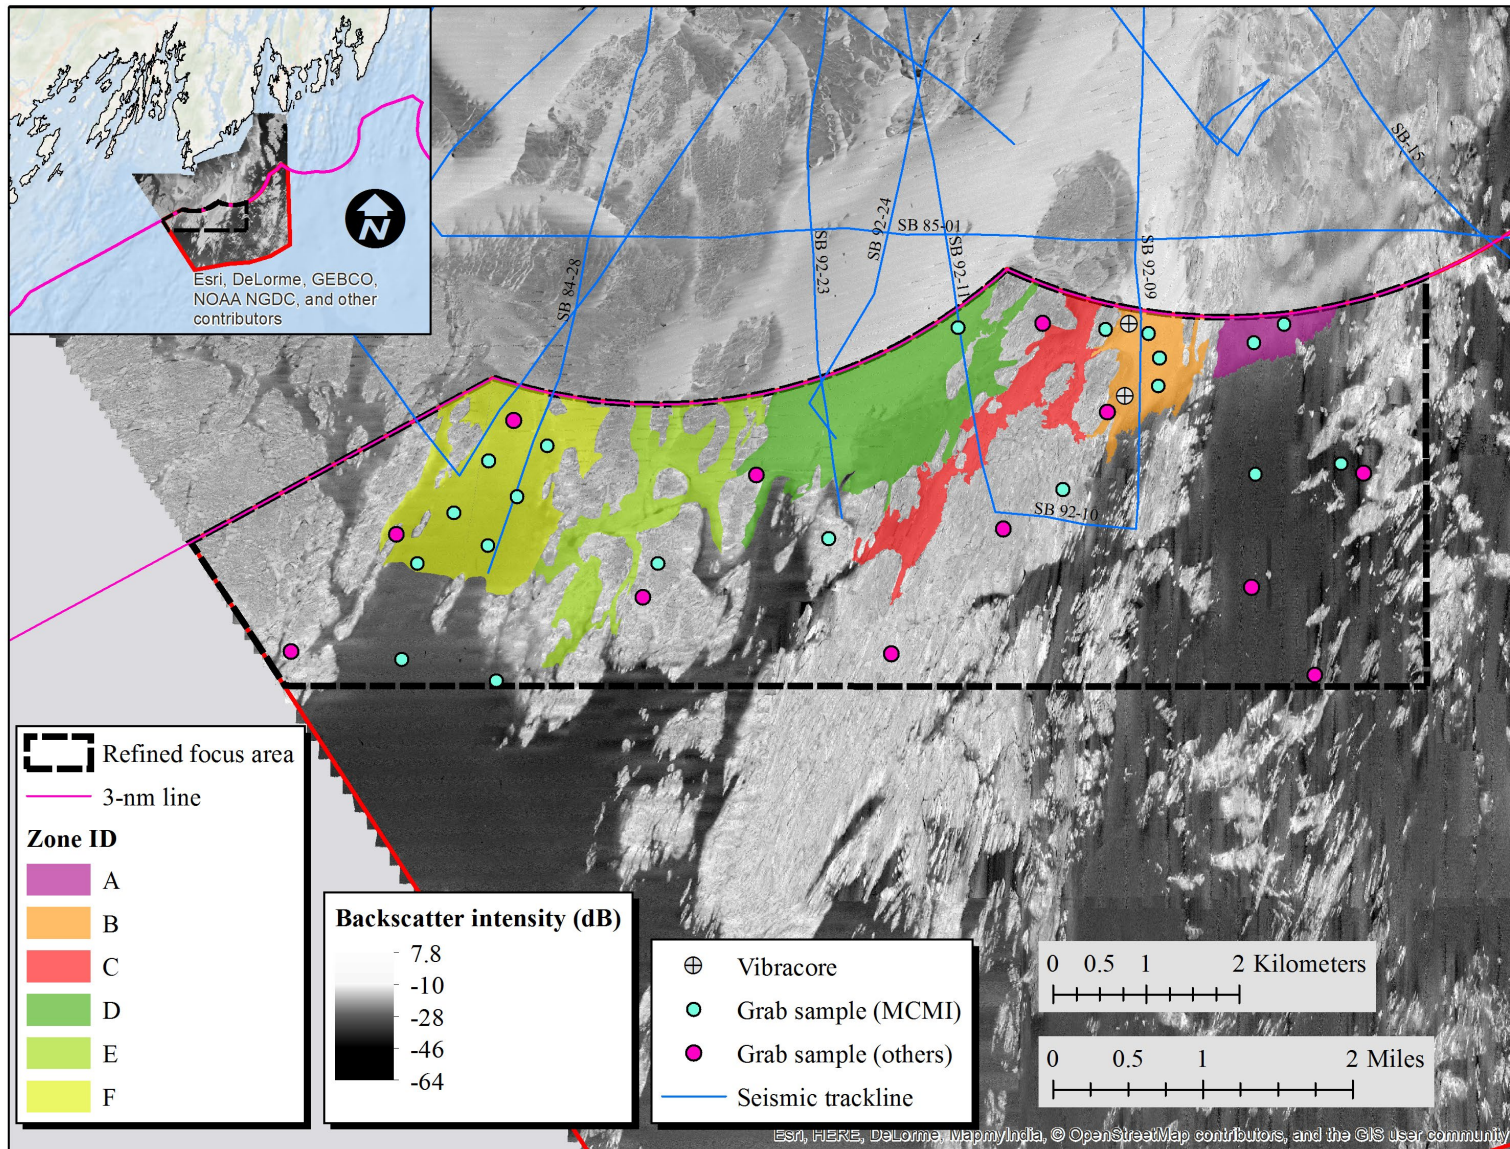 N
Esri, DeLorme, GEBCO,
NOAA NGDC, and other
contributors
SB-15
SB 85-01
SB 92-24
SB 92-23
SB 92-11
SB 92-09
SB 84-28
SB 92-10
Refined focus area
3-nm line
Zone ID
A
B
C
D
E
F
Backscatter intensity (dB)
7.8
-10
-28
-46
-64
Vibracore
Grab sample (MCMI)
Grab sample (others)
Seismic trackline
0 0.5 1 2 Kilometers
0 0.5 1 2 Miles
Esri, HERE, DeLorme, MapmyIndia, © OpenStreetMap contributors, and the GIS user community